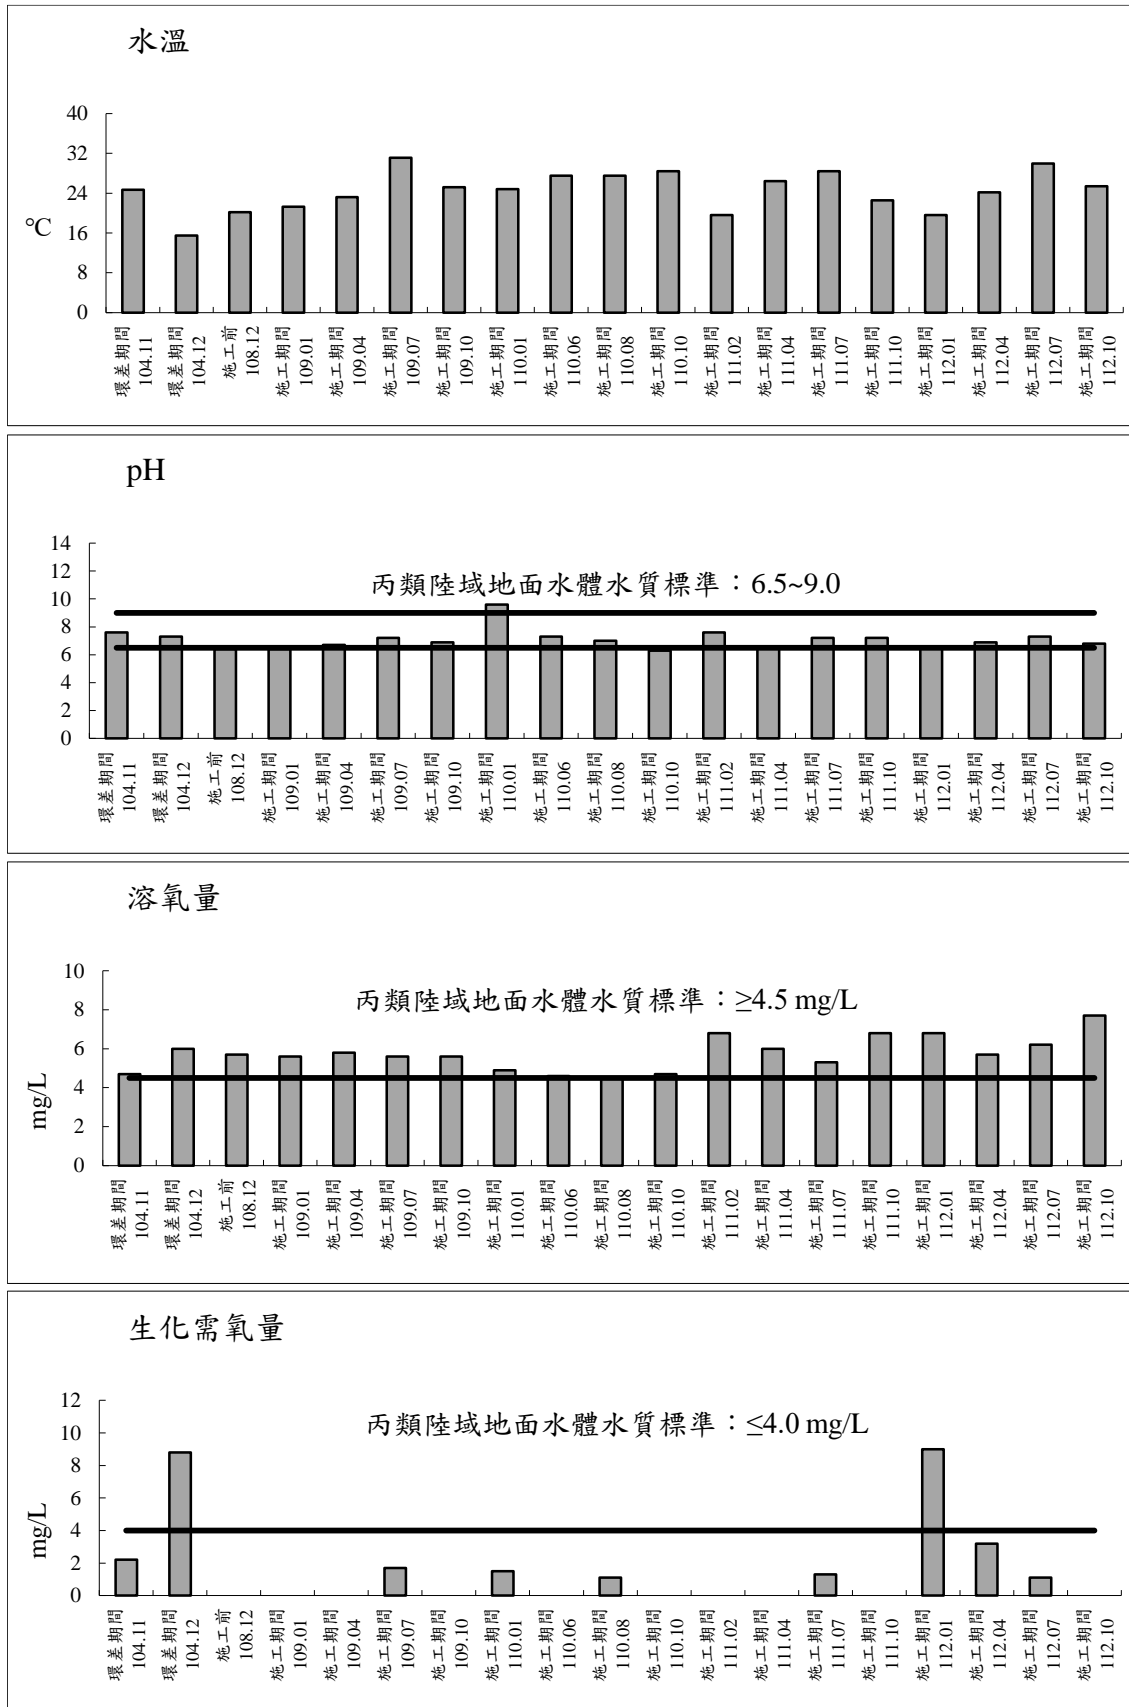 水溫
40
32
24
16
8
0
℃
環差期間 104.11
環差期間 104.12
施工前 108.12
施工期間 109.01
施工期間 109.04
施工期間 109.07
施工期間 109.10
施工期間 110.01
施工期間 110.06
施工期間 110.08
施工期間 110.10
施工期間 111.02
施工期間 111.04
施工期間 111.07
施工期間 111.10
施工期間 112.01
施工期間 112.04
施工期間 112.07
施工期間 112.10
pH
14
12
10
8
6
4
2
0
丙類陸域地面水體水質標準：6.5~9.0
環差期間 104.11
環差期間 104.12
施工前 108.12
施工期間 109.01
施工期間 109.04
施工期間 109.07
施工期間 109.10
施工期間 110.01
施工期間 110.06
施工期間 110.08
施工期間 110.10
施工期間 111.02
施工期間 111.04
施工期間 111.07
施工期間 111.10
施工期間 112.01
施工期間 112.04
施工期間 112.07
施工期間 112.10
溶氧量
10
8
6
4
2
0
mg/L
丙類陸域地面水體水質標準：≥4.5 mg/L
環差期間 104.11
環差期間 104.12
施工前 108.12
施工期間 109.01
施工期間 109.04
施工期間 109.07
施工期間 109.10
施工期間 110.01
施工期間 110.06
施工期間 110.08
施工期間 110.10
施工期間 111.02
施工期間 111.04
施工期間 111.07
施工期間 111.10
施工期間 112.01
施工期間 112.04
施工期間 112.07
施工期間 112.10
生化需氧量
12
10
8
6
4
2
0
mg/L
丙類陸域地面水體水質標準：≤4.0 mg/L
環差期間 104.11
環差期間 104.12
施工前 108.12
施工期間 109.01
施工期間 109.04
施工期間 109.07
施工期間 109.10
施工期間 110.01
施工期間 110.06
施工期間 110.08
施工期間 110.10
施工期間 111.02
施工期間 111.04
施工期間 111.07
施工期間 111.10
施工期間 112.01
施工期間 112.04
施工期間 112.07
施工期間 112.10